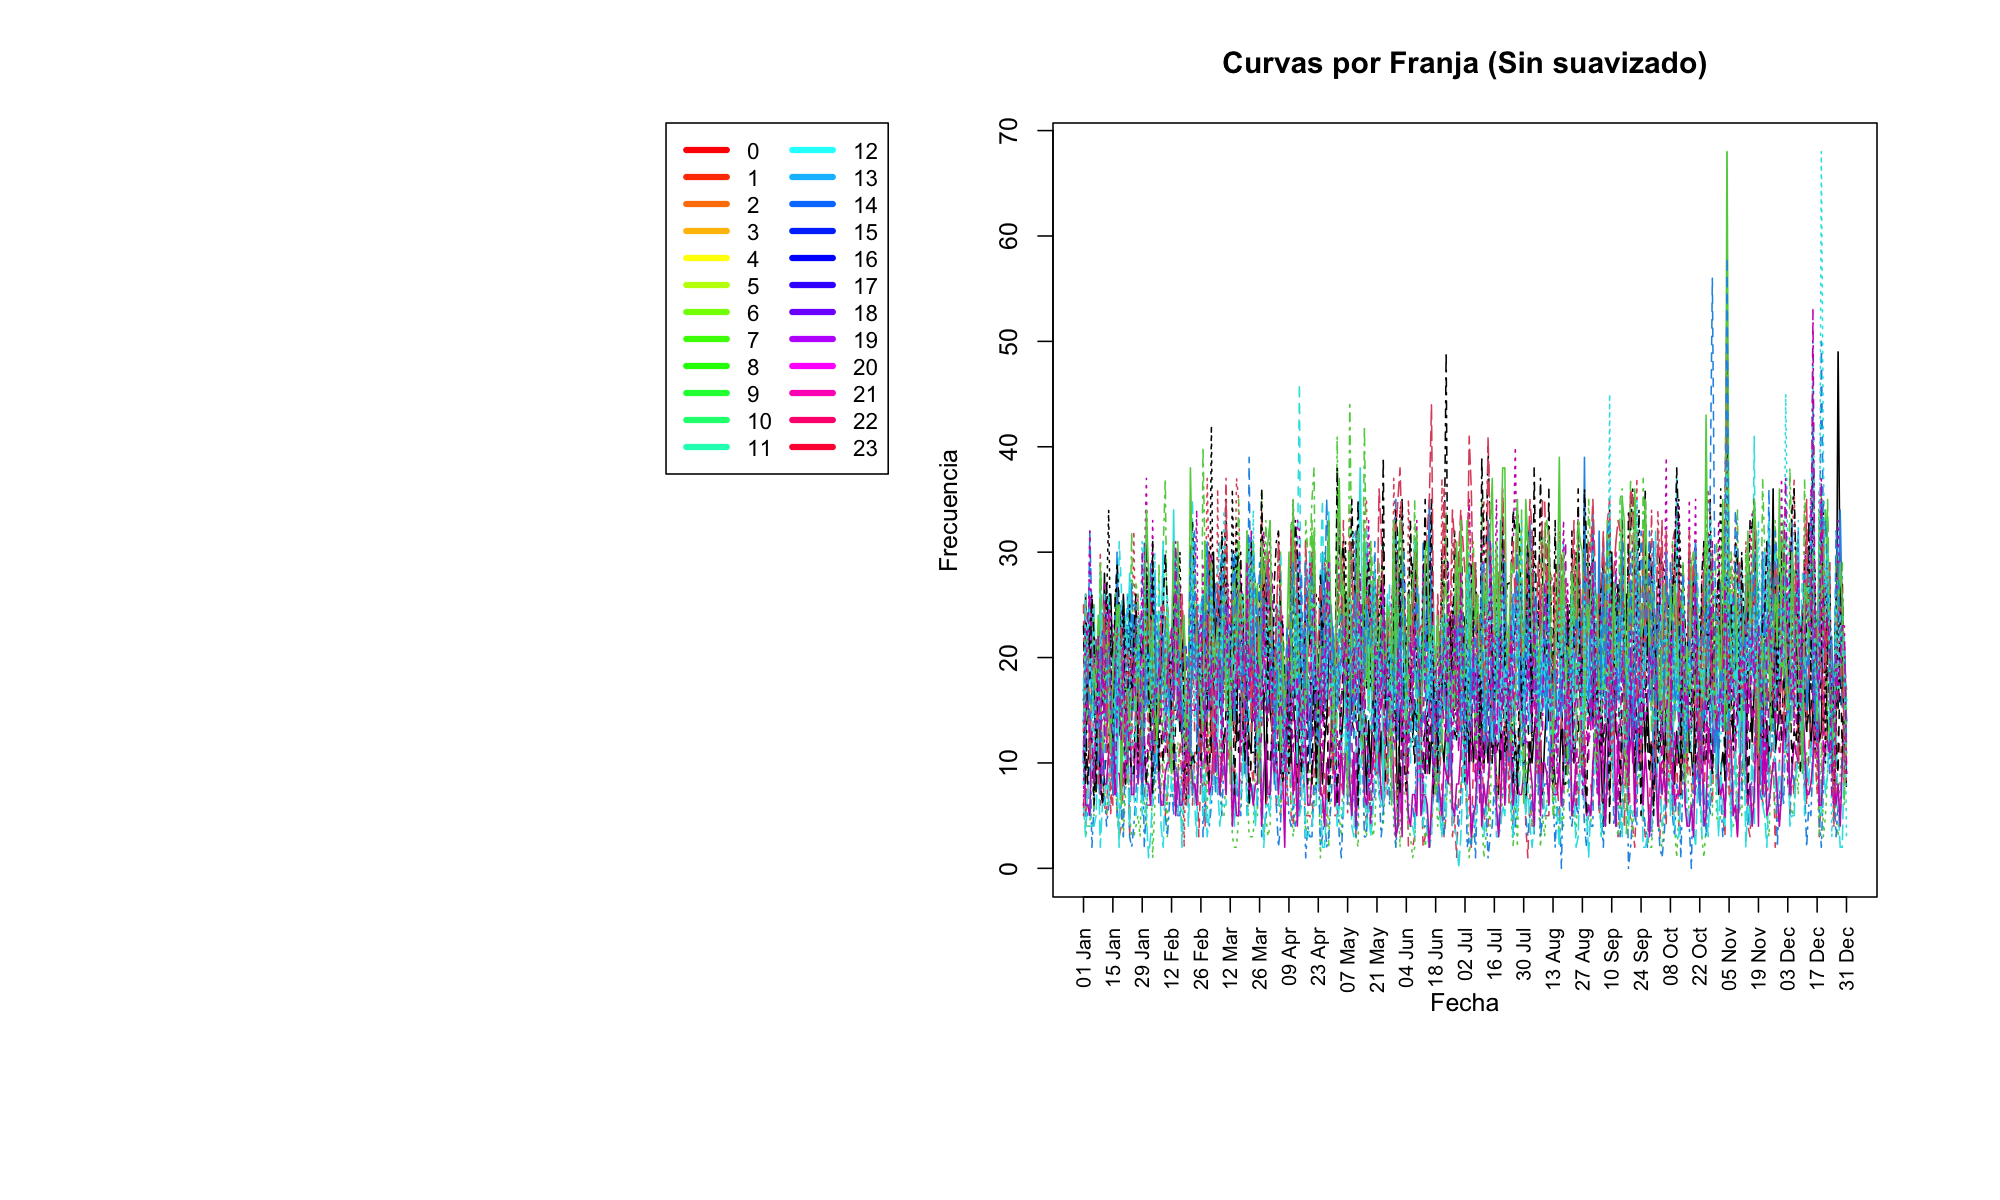 Curvas por Franja (Sin suavizado)
0 12
1 13
2 14
3 15
4 16
5 17
6 18
7 19
8 20
9 21
10 22
11 23
Frecuencia
70
60
50
40
30
20
10
0
01 Jan
15 Jan
29 Jan
12 Feb
26 Feb
12 Mar
26 Mar
09 Apr
23 Apr
07 May
21 May
04 Jun
18 Jun
02 Jul
16 Jul
30 Jul
13 Aug
27 Aug
10 Sep
24 Sep
08 Oct
22 Oct
05 Nov
19 Nov
03 Dec
17 Dec
31 Dec
Fecha